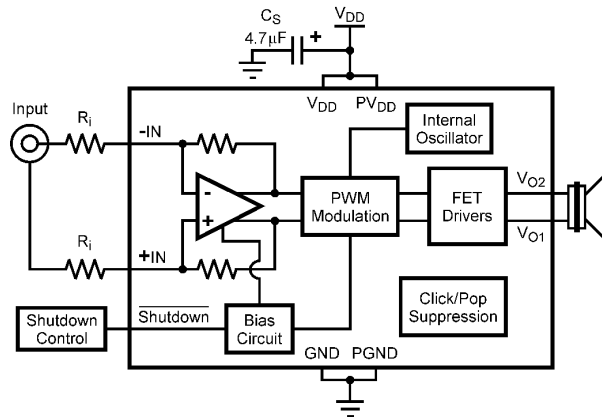 C_S
4.7μF
+
V_DD
V_DD
PV_DD
Input
R_i
-IN
Internal
Oscillator
-
+
PWM
Modulation
FET
Drivers
V_O2
V_O1
R_i
+IN
Click/Pop
Suppression
Shutdown
Control
S̅h̅u̅t̅d̅o̅w̅n̅
Bias
Circuit
GND
PGND